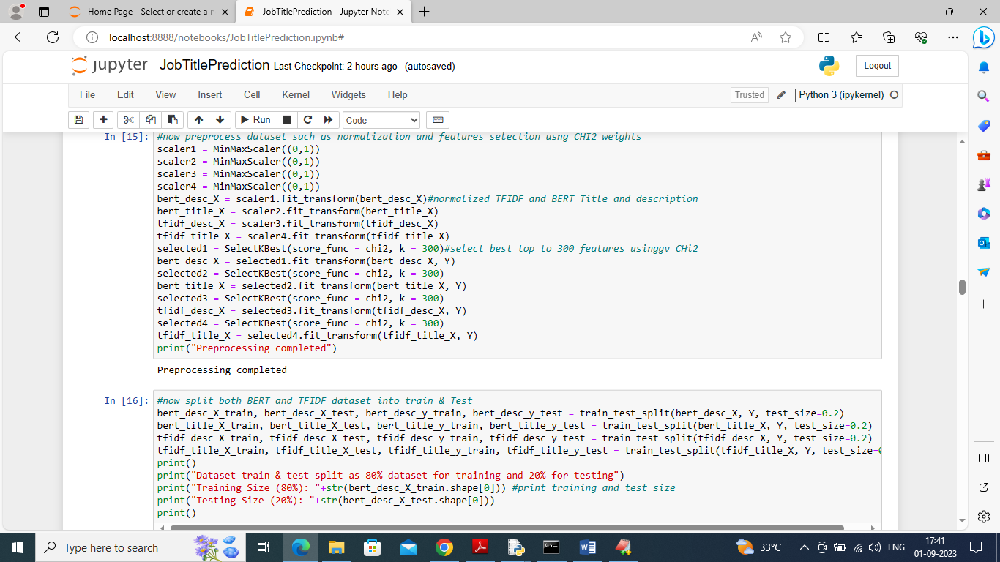 Home Page - Select or create a n
JobTitlePrediction - Jupyter Note
localhost:8888/notebooks/JobTitlePrediction.ipynb#
jupyter JobTitlePrediction Last Checkpoint: 2 hours ago (autosaved)
Logout
File Edit View Insert Cell Kernel Widgets Help
Trusted
Python 3 (ipykernel)
Run
Code
In [15]:
#now preprocess dataset such as normalization and features selection usng CHI2 weights
scaler1 = MinMaxScaler((0,1))
scaler2 = MinMaxScaler((0,1))
scaler3 = MinMaxScaler((0,1))
scaler4 = MinMaxScaler((0,1))
bert_desc_X = scaler1.fit_transform(bert_desc_X)#normalized TFIDF and BERT Title and description
bert_title_X = scaler2.fit_transform(bert_title_X)
tfidf_desc_X = scaler3.fit_transform(tfidf_desc_X)
tfidf_title_X = scaler4.fit_transform(tfidf_title_X)
selected1 = SelectKBest(score_func = chi2, k = 300)#select best top to 300 features usinggv CHi2
bert_desc_X = selected1.fit_transform(bert_desc_X, Y)
selected2 = SelectKBest(score_func = chi2, k = 300)
bert_title_X = selected2.fit_transform(bert_title_X, Y)
selected3 = SelectKBest(score_func = chi2, k = 300)
tfidf_desc_X = selected3.fit_transform(tfidf_desc_X, Y)
selected4 = SelectKBest(score_func = chi2, k = 300)
tfidf_title_X = selected4.fit_transform(tfidf_title_X, Y)
print("Preprocessing completed")
Preprocessing completed
In [16]:
#now split both BERT and TFIDF dataset into train & Test
bert_desc_X_train, bert_desc_X_test, bert_desc_y_train, bert_desc_y_test = train_test_split(bert_desc_X, Y, test_size=0.2)
bert_title_X_train, bert_title_X_test, bert_title_y_train, bert_title_y_test = train_test_split(bert_title_X, Y, test_size=0.2)
tfidf_desc_X_train, tfidf_desc_X_test, tfidf_desc_y_train, tfidf_desc_y_test = train_test_split(tfidf_desc_X, Y, test_size=0.2)
tfidf_title_X_train, tfidf_title_X_test, tfidf_title_y_train, tfidf_title_y_test = train_test_split(tfidf_title_X, Y, test_size=
print()
print("Dataset train & test split as 80% dataset for training and 20% for testing")
print("Training Size (80%): "+str(bert_desc_X_train.shape[0])) #print training and test size
print("Testing Size (20%): "+str(bert_desc_X_test.shape[0]))
print()
Type here to search
33°C
ENG
17:41
01-09-2023